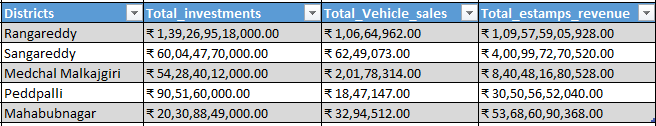 Districts Total_investments Total_Vehicle_sales Total_estamps_revenue
Rangareddy ₹ 1,39,26,95,18,000.00 ₹ 1,06,64,962.00 ₹ 1,09,57,59,05,928.00
Sangareddy ₹ 60,04,47,70,000.00 ₹ 62,49,073.00 ₹ 4,00,99,72,70,520.00
Medchal Malkajgiri ₹ 54,28,40,12,000.00 ₹ 2,01,78,314.00 ₹ 8,40,48,16,80,528.00
Peddpalli ₹ 90,51,60,000.00 ₹ 18,47,147.00 ₹ 30,50,56,52,040.00
Mahabubnagar ₹ 20,30,88,49,000.00 ₹ 32,94,512.00 ₹ 53,68,60,90,368.00